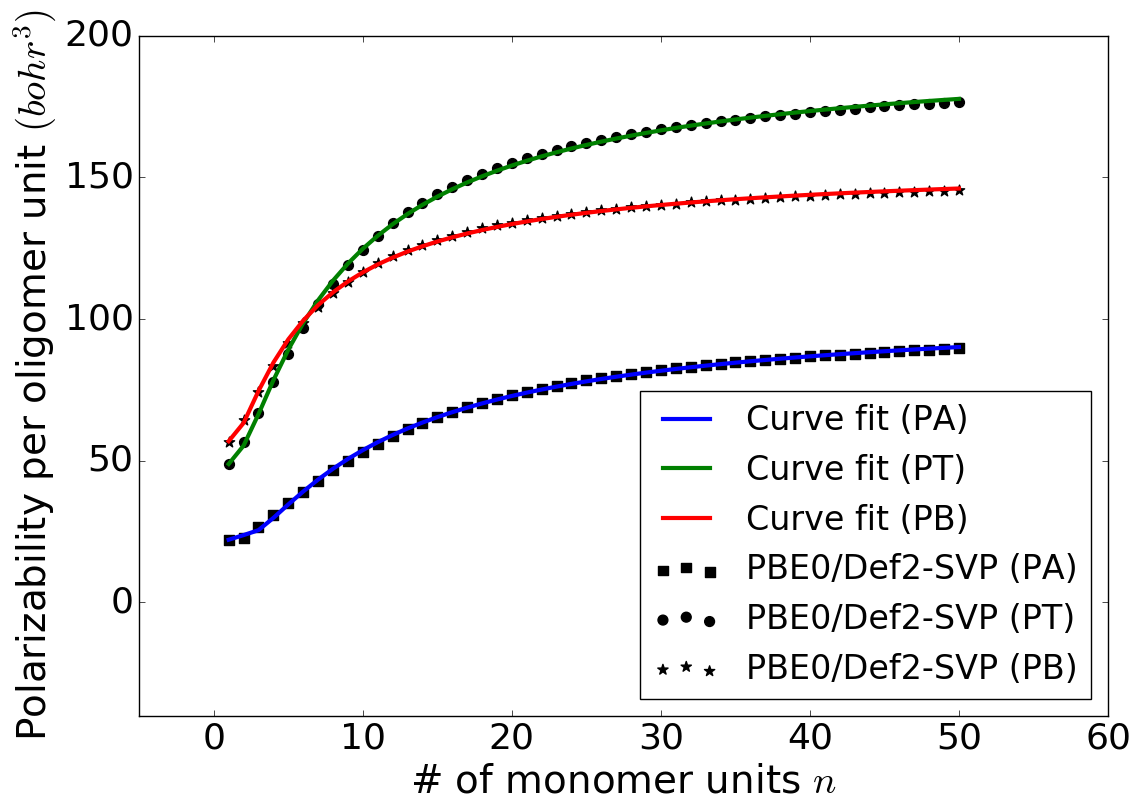 Polarizability per oligomer unit (bohr³)
200
150
100
50
0
Curve fit (PA)
Curve fit (PT)
Curve fit (PB)
PBE0/Def2-SVP (PA)
PBE0/Def2-SVP (PT)
PBE0/Def2-SVP (PB)
0 10 20 30 40 50 60
# of monomer units n